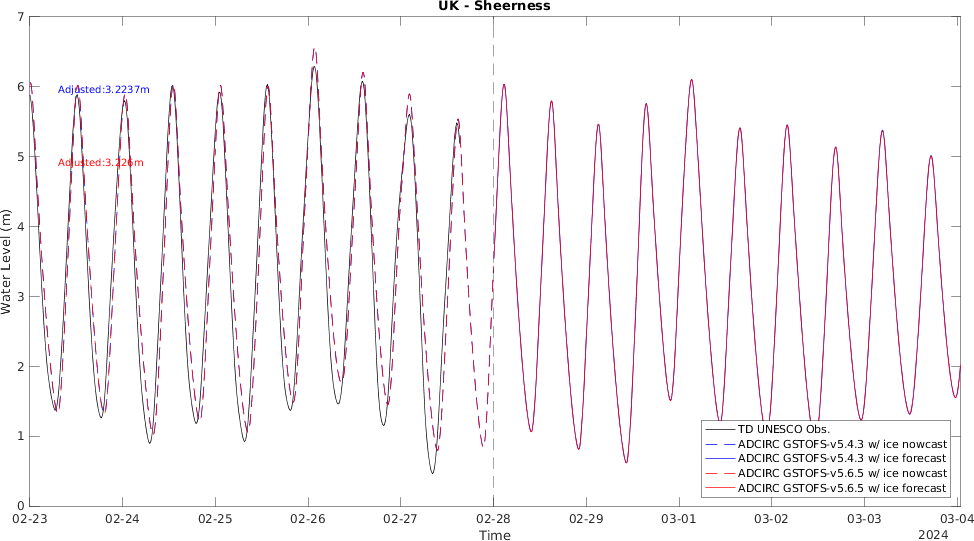 UK - Sheerness
7
6
5
4
3
2
1
0
Water Level (m)
Adjusted:3.2237m
Adjusted:3.226m
TD UNESCO Obs.
ADCIRC GSTOFS-v5.4.3 w/ ice nowcast
ADCIRC GSTOFS-v5.4.3 w/ ice forecast
ADCIRC GSTOFS-v5.6.5 w/ ice nowcast
ADCIRC GSTOFS-v5.6.5 w/ ice forecast
02-23 02-24 02-25 02-26 02-27 02-28 02-29 03-01 03-02 03-03 03-04
Time
2024